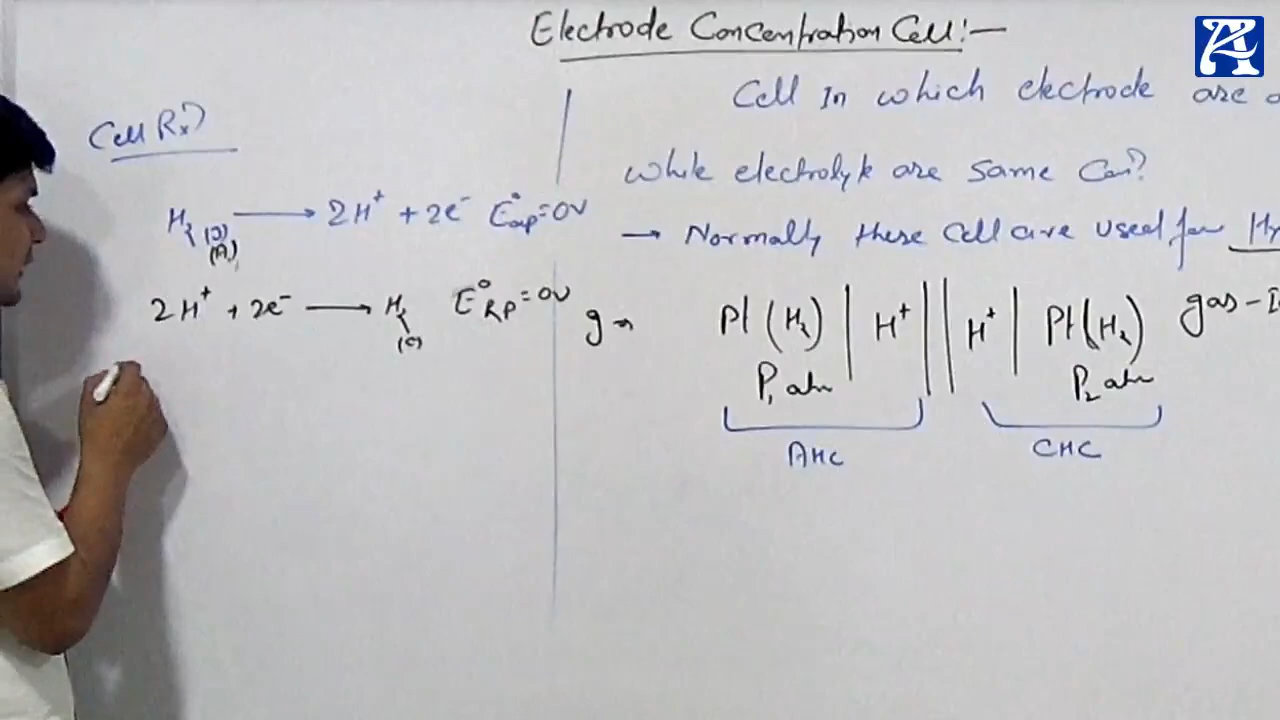 Electrode Concentration Cell:—
Cell In which electrode are
while electrolyte are same Con?
→ Normally these Cell are used for
Cell Rx?
H₂ → 2H⁺ + 2e⁻ E°op=0V
(A)
2H⁺ + 2e⁻ → H₂ E°RP=0V
(C)
Pt (H₂) | H⁺ || H⁺ | Pt (H₂) gas-
P₁ atm P₂ atm
AHC CHC